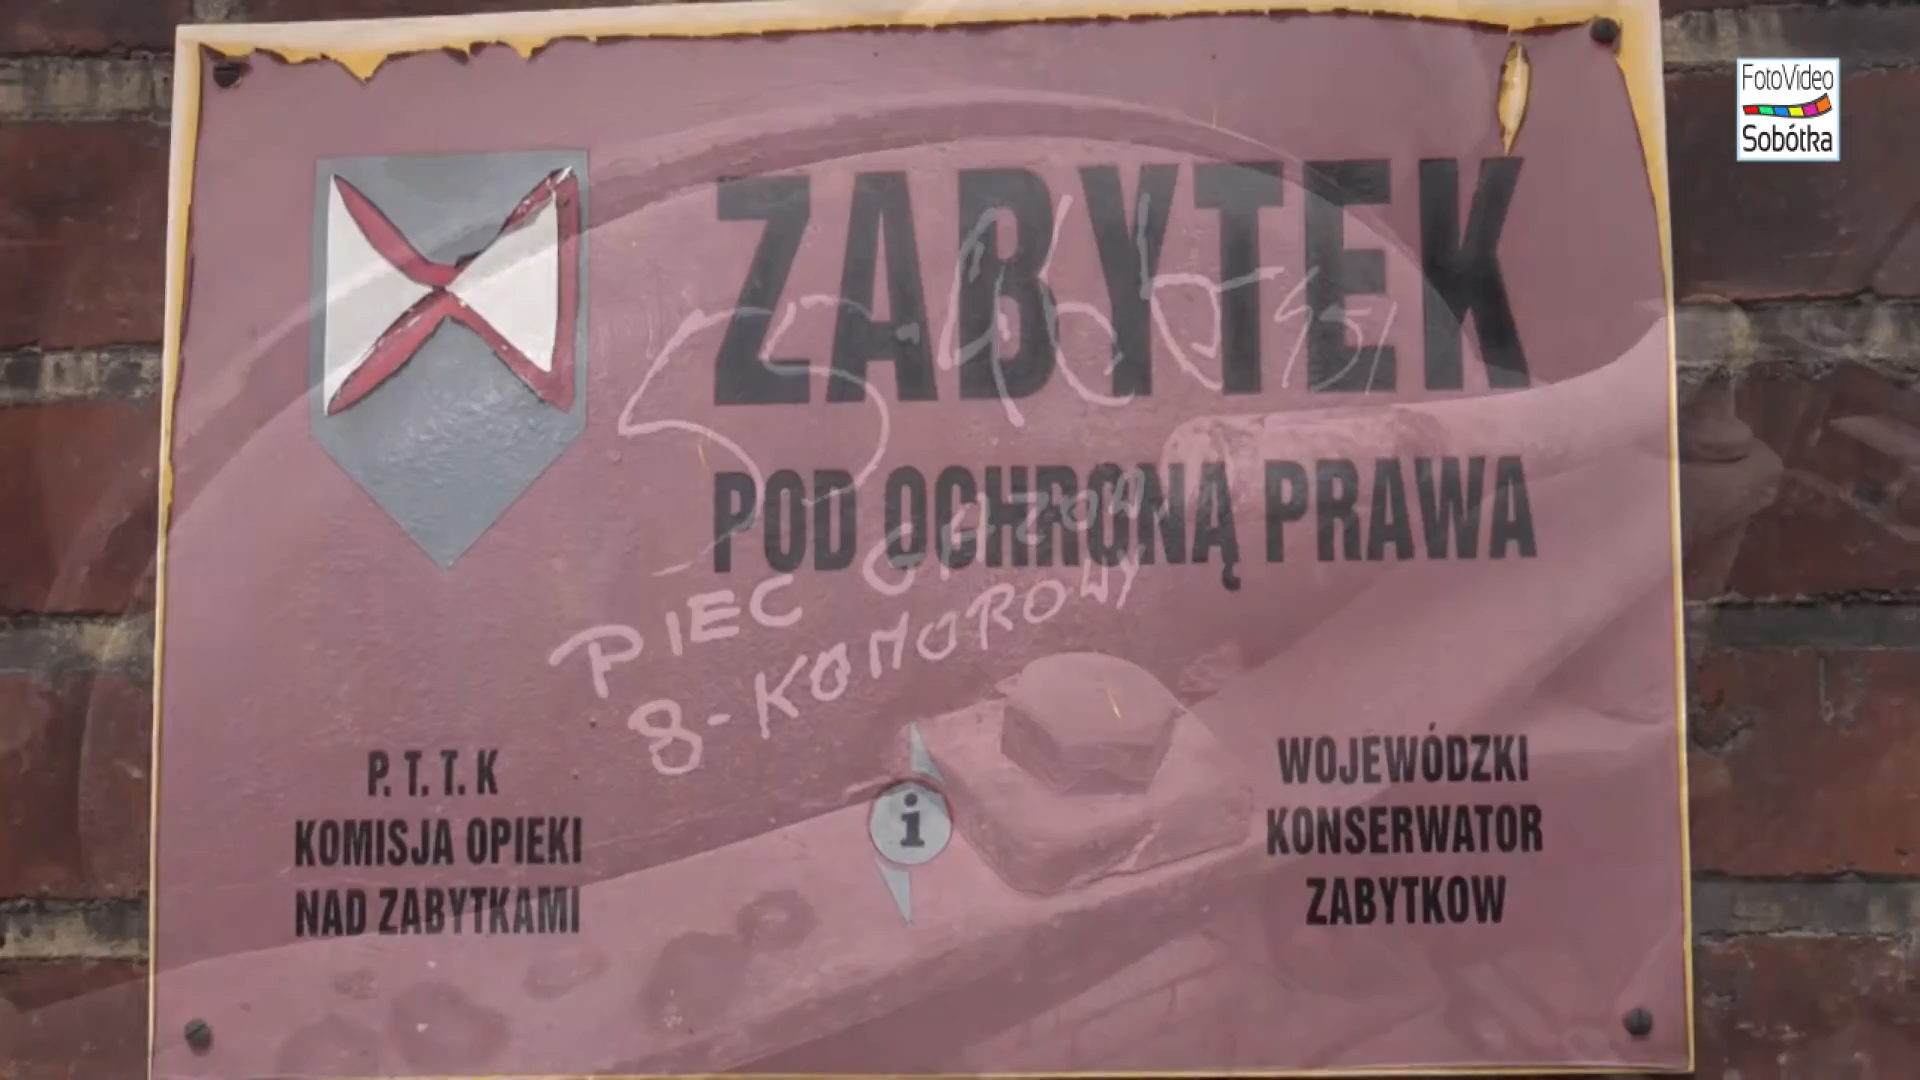 FotoVideo
Sobótka
ZABYTEK
POD OCHRONĄ PRAWA
PIEC
8-KOMOROWY
P. T. T. K
KOMISJA OPIEKI
NAD ZABYTKAMI
i
WOJEWÓDZKI
KONSERWATOR
ZABYTKOW